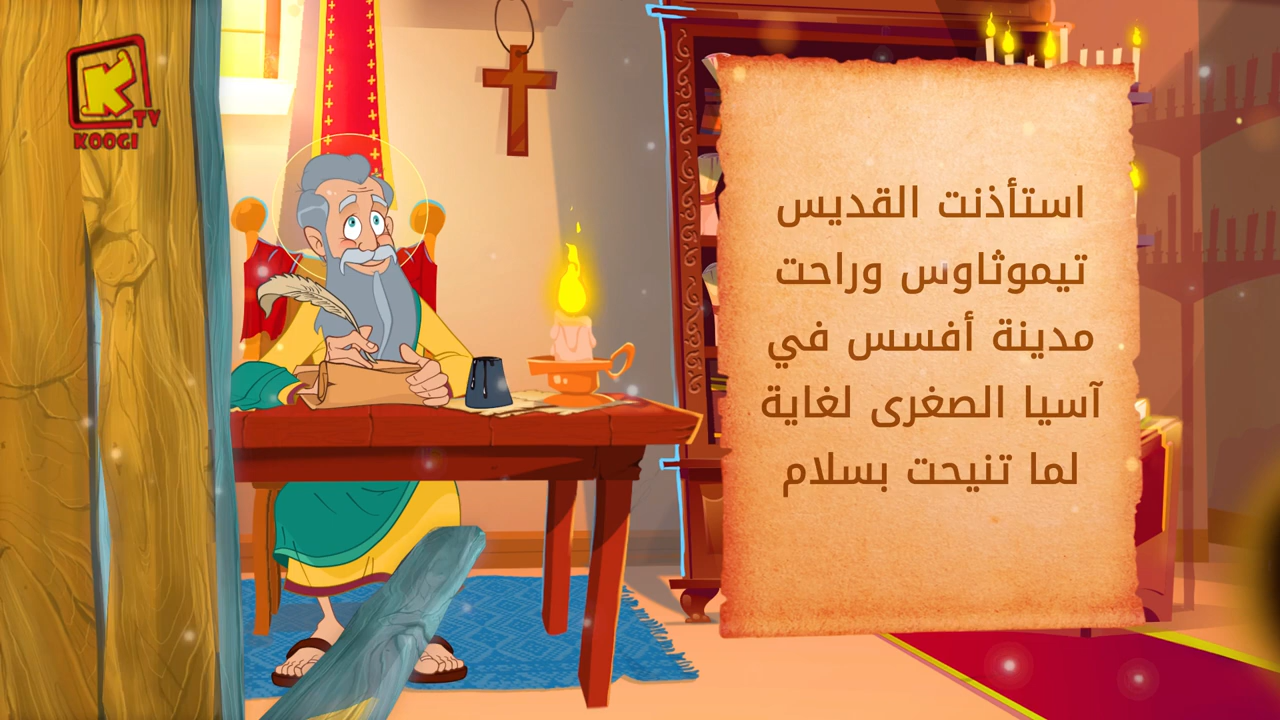 K TV
KOOGI
استأذنت القديس
تيموثاوس وراحت
مدينة أفسس في
آسيا الصغرى لغاية
لما تنيحت بسلام